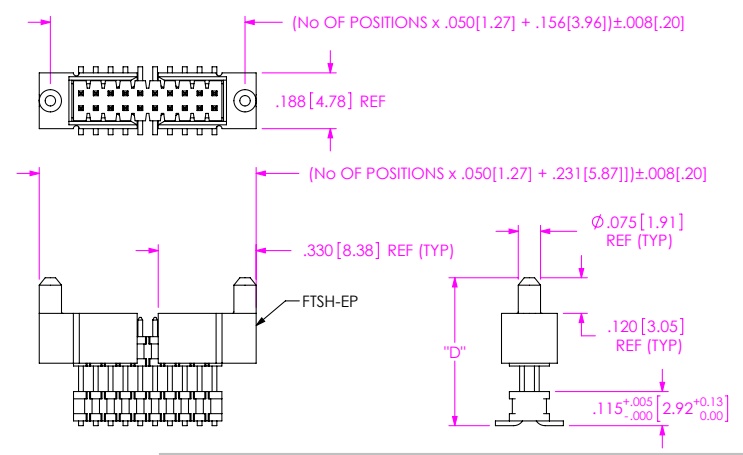 (No OF POSITIONS x .050[1.27] + .156[3.96])±.008[.20]
.188[4.78] REF
(No OF POSITIONS x .050[1.27] + .231[5.87]])±.008[.20]
Ø.075[1.91]
REF (TYP)
.330[8.38] REF (TYP)
FTSH-EP
.120[3.05]
REF (TYP)
"D"
.115+.005 -.000 [2.92+0.13 0.00]